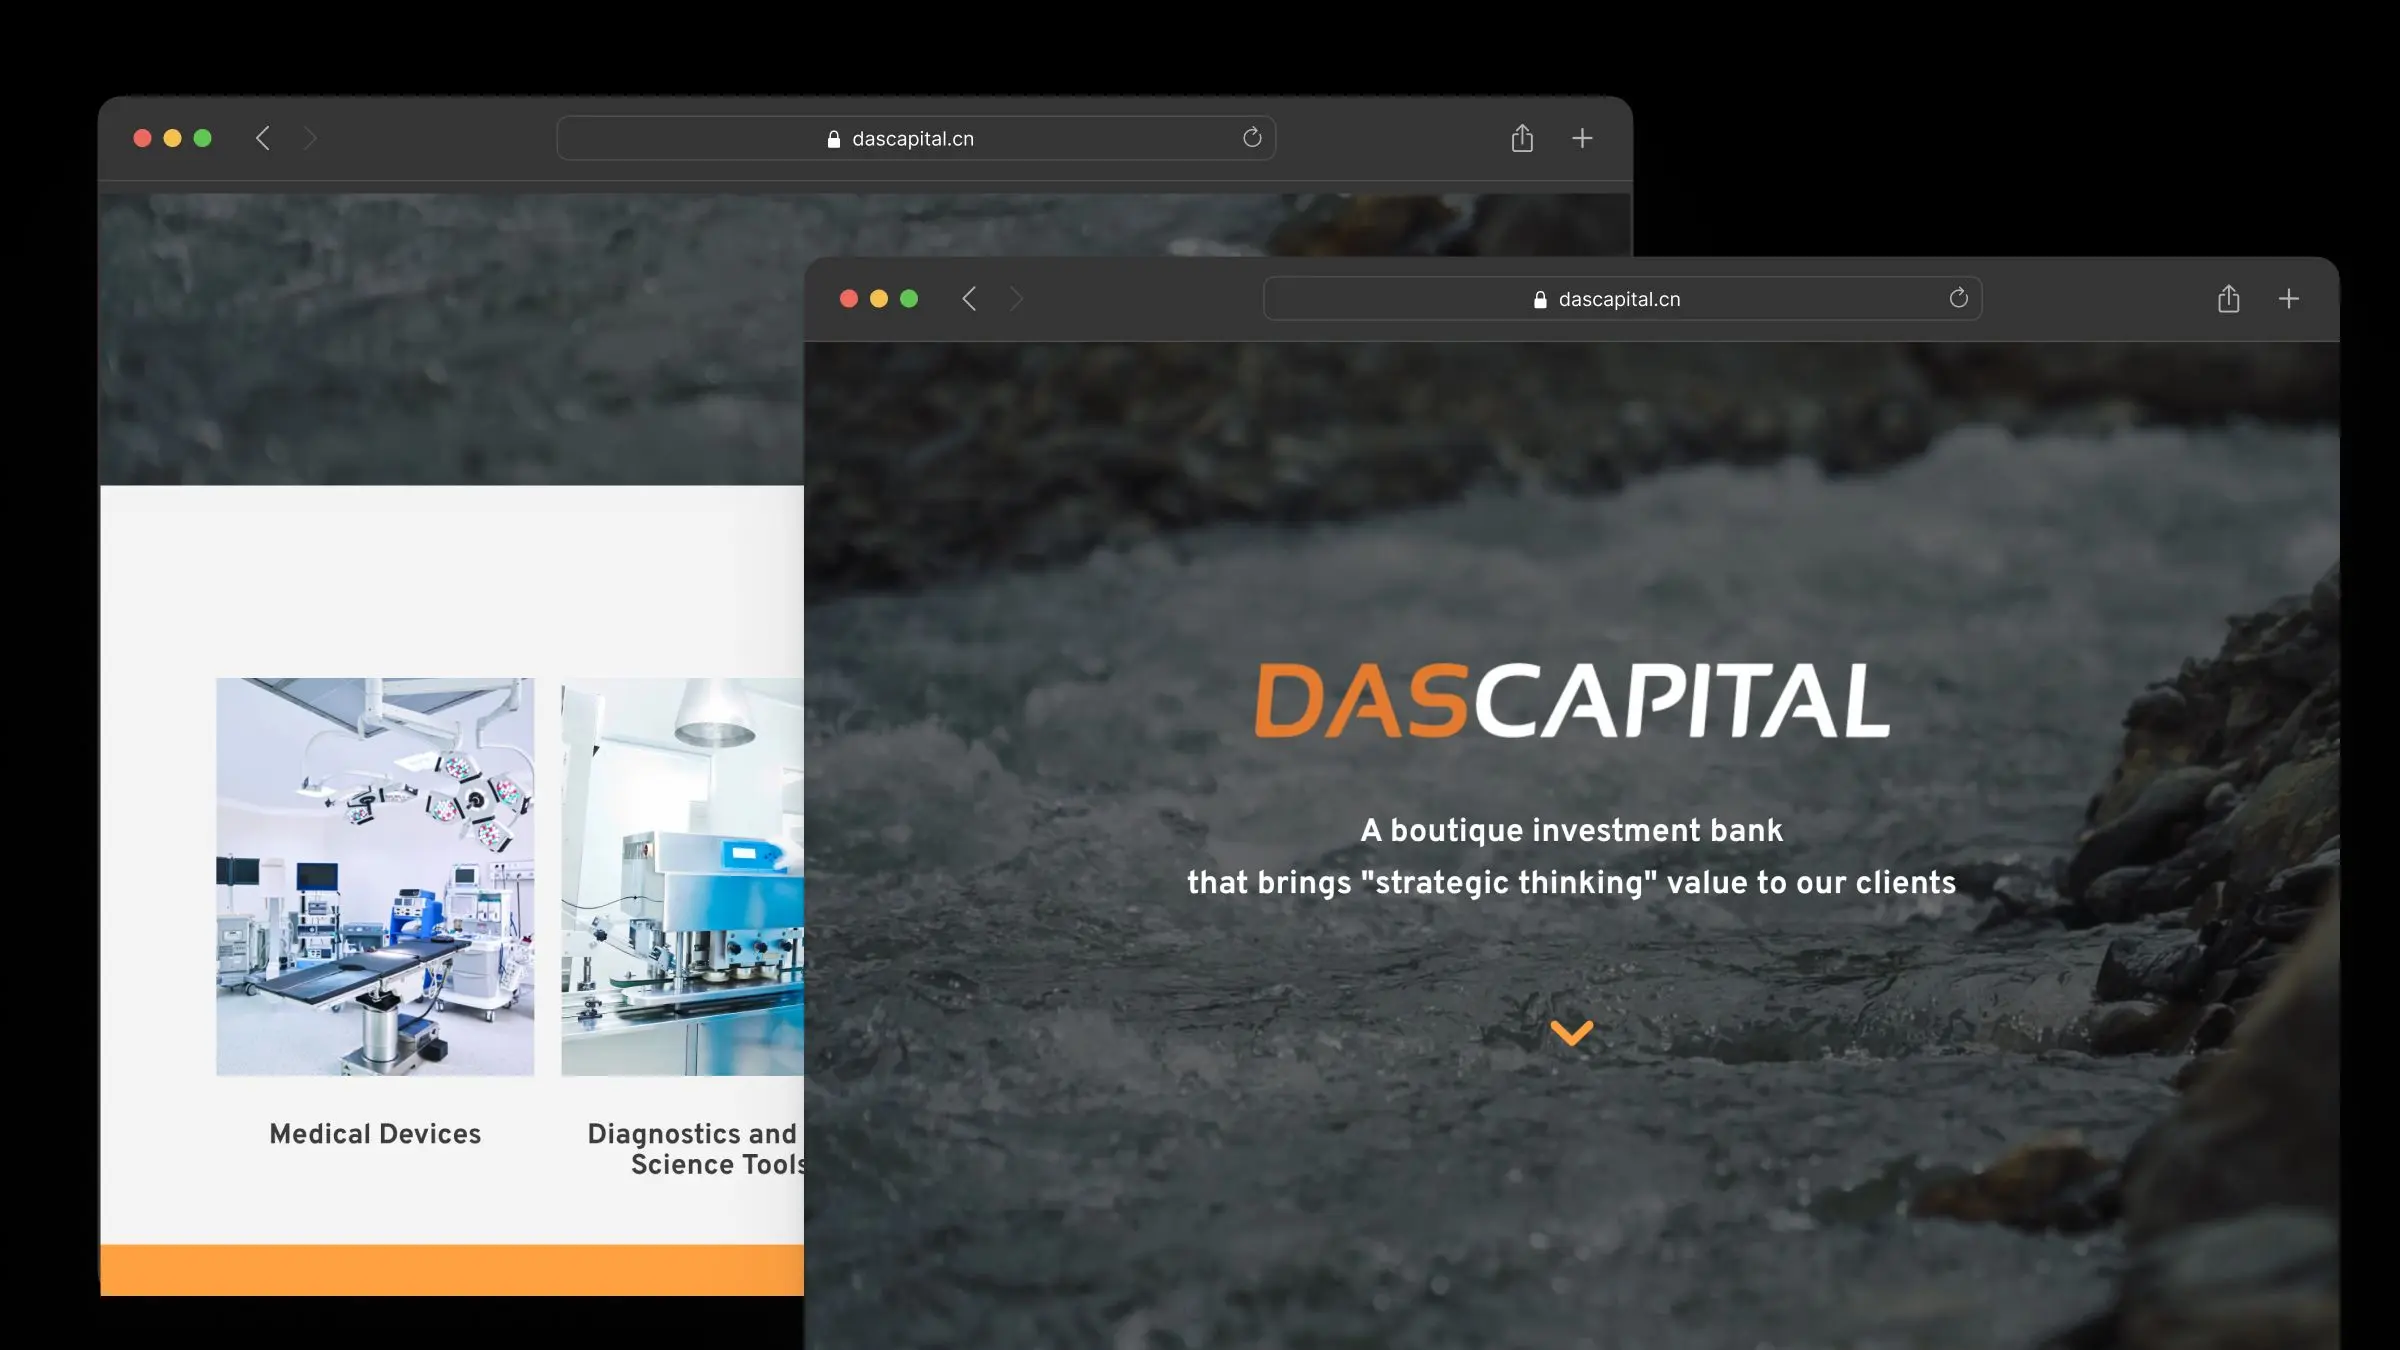 dascapital.cn
Medical Devices
Diagnostics and
Science Tools
dascapital.cn
DASCAPITAL
A boutique investment bank
that brings "strategic thinking" value to our clients